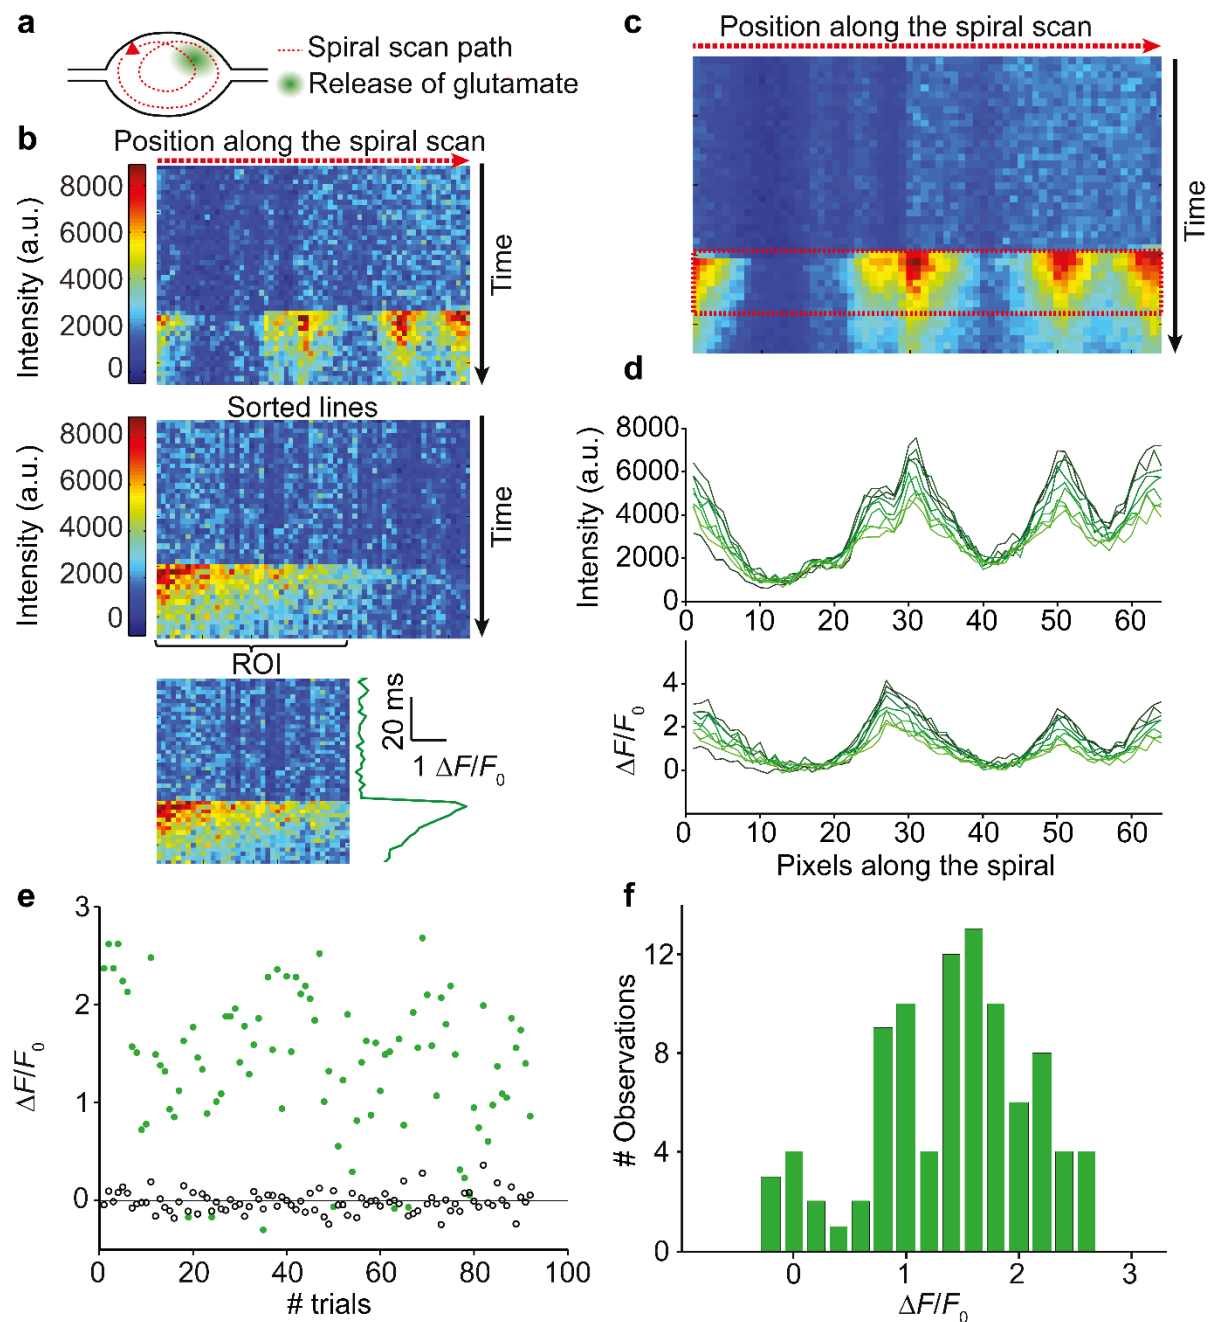 a
Spiral scan path
Release of glutamate
b
Position along the spiral scan
Intensity (a.u.)
8000
6000
4000
2000
0
Time
Sorted lines
Intensity (a.u.)
8000
6000
4000
2000
0
Time
ROI
20 ms
1 ΔF/F₀
c
Position along the spiral scan
Time
d
Intensity (a.u.)
8000
6000
4000
2000
0
0 10 20 30 40 50 60
ΔF/F₀
4
2
0
0 10 20 30 40 50 60
Pixels along the spiral
e
ΔF/F₀
3
2
1
0
0 20 40 60 80 100
# trials
f
# Observations
12
8
4
0
0 1 2 3
ΔF/F₀